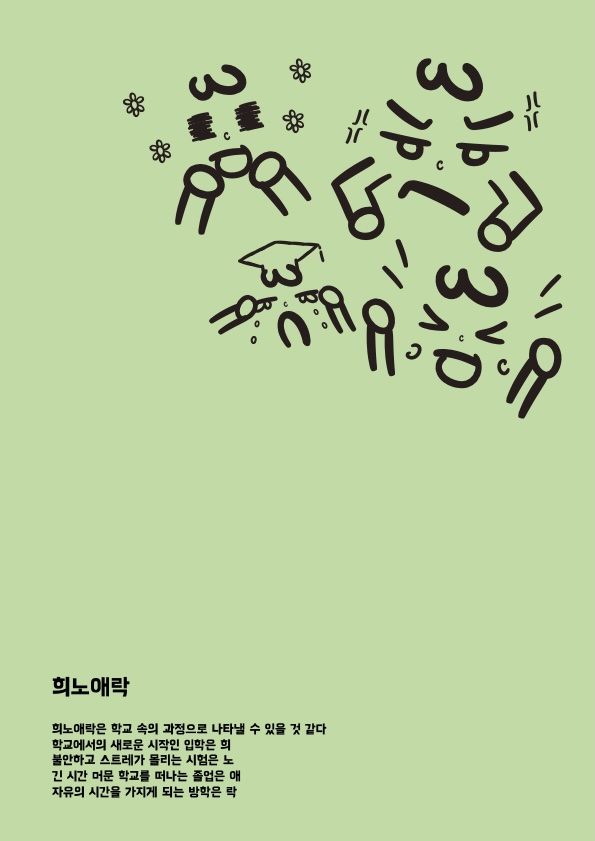 희노애락
희노애락은 학교 속의 과정으로 나타낼 수 있을 것 같다
학교에서의 새로운 시작인 입학은 희
불안하고 스트레가 몰리는 시험은 노
긴 시간 머문 학교를 떠나는 졸업은 애
자유의 시간을 가지게 되는 방학은 락